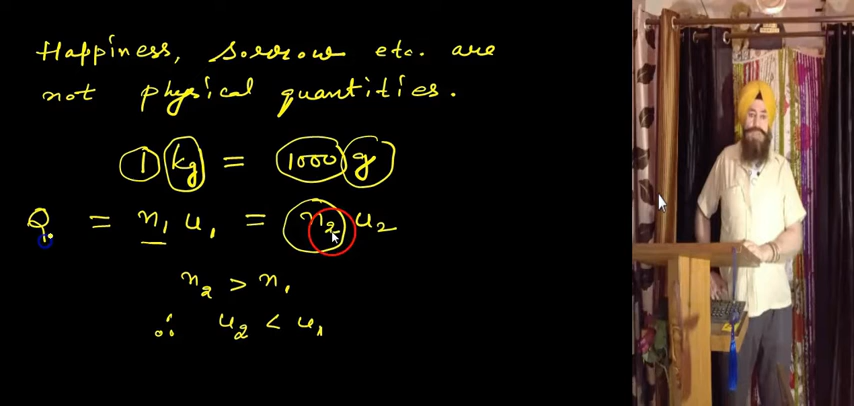 Happiness, sorrow etc. are
not physical quantities.
1 kg = 1000 g
Q = n₁ u₁ = n₂ u₂
n₂ > n₁
∴ u₂ < u₁